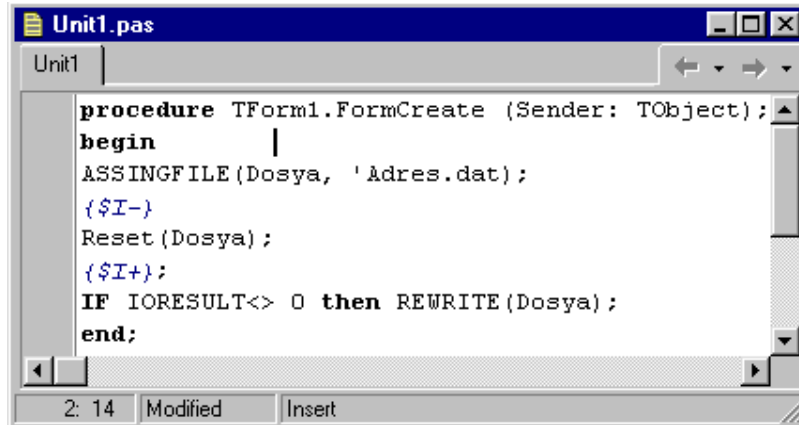 Unit1.pas
Unit1
procedure TForm1.FormCreate (Sender: TObject);
begin
ASSINGFILE(Dosya, 'Adres.dat);
{$I-}
Reset(Dosya);
{$I+};
IF IORESULT<> 0 then REWRITE(Dosya);
end;
2: 14 Modified Insert